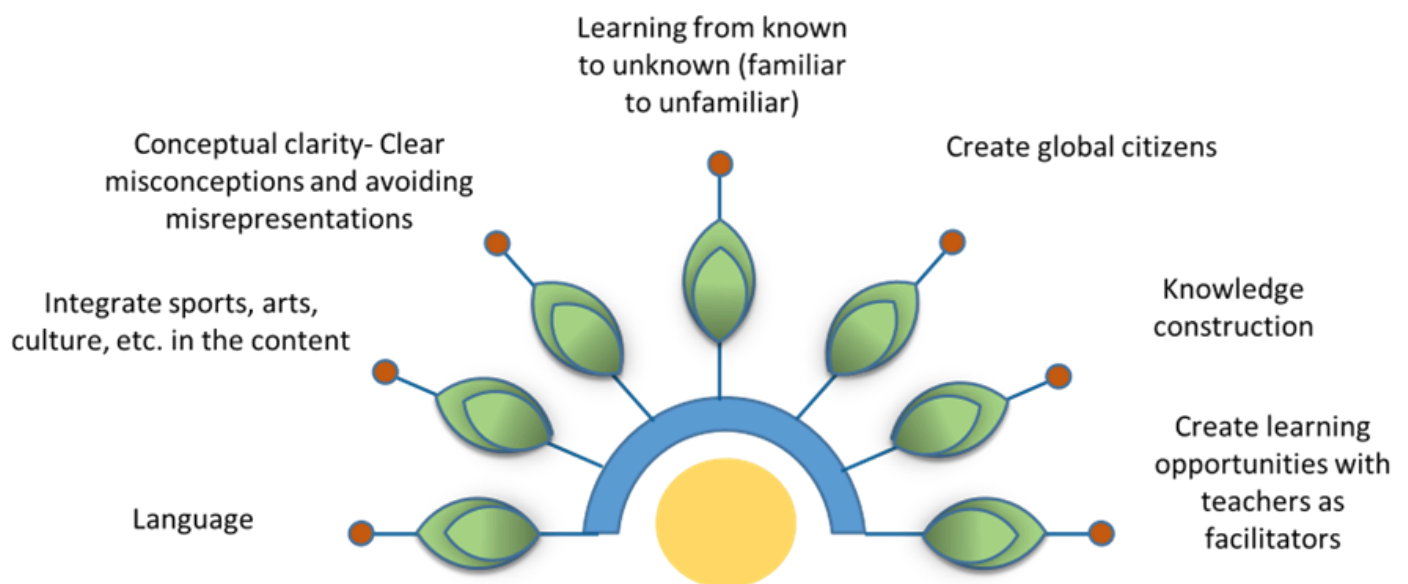 Learning from known
to unknown (familiar
to unfamiliar)
Conceptual clarity- Clear
misconceptions and avoiding
misrepresentations
Create global citizens
Integrate sports, arts,
culture, etc. in the content
Knowledge
construction
Language
Create learning
opportunities with
teachers as
facilitators